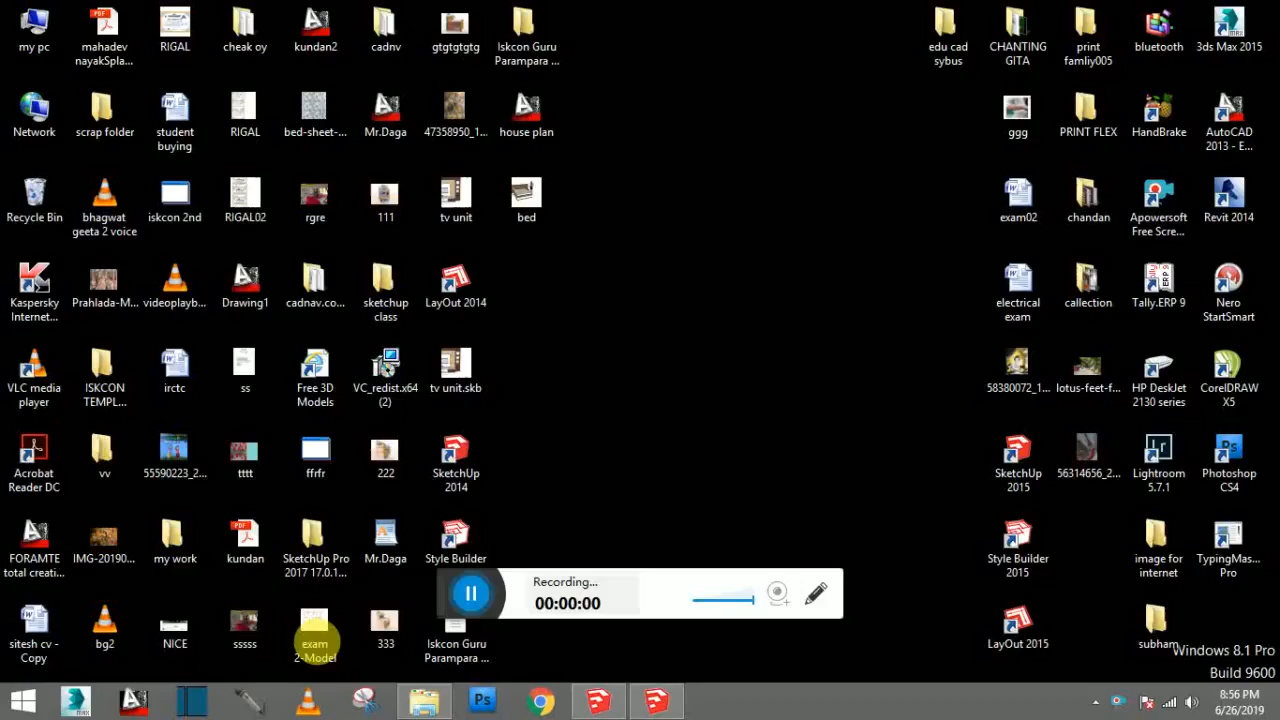 my pc
mahadev
nayakSpla...
RIGAL
cheak oy
kundan2
cadnv
gtgtgtgtg
Iskcon Guru
Parampara ...
edu cad
sybus
CHANTING
GITA
print
famliy005
bluetooth
3ds Max 2015
Network
scrap folder
student
buying
RIGAL
bed-sheet-...
Mr.Daga
47358950_1...
house plan
ggg
PRINT FLEX
HandBrake
AutoCAD
2013 - E...
Recycle Bin
bhagwat
geeta 2 voice
iskcon 2nd
RIGAL02
rgre
111
tv unit
bed
exam02
chandan
Apowersoft
Free Scre...
Revit 2014
Kaspersky
Internet...
Prahlada-M...
videoplayb...
Drawing1
cadnav.co...
sketchup
class
LayOut 2014
electrical
exam
callection
Tally.ERP 9
Nero
StartSmart
VLC media
player
ISKCON
TEMPL...
irctc
ss
Free 3D
Models
VC_redist.x64
(2)
tv unit.skb
58380072_1...
lotus-feet-f...
HP DeskJet
2130 series
CorelDRAW
X5
Acrobat
Reader DC
vv
55590223_2...
tttt
ffrfr
222
SketchUp
2014
SketchUp
2015
56314656_2...
Lightroom
5.7.1
Photoshop
CS4
FORAMTE
total creati...
IMG-20190...
my work
kundan
SketchUp Pro
2017 17.0.1...
Mr.Daga
Style Builder
Style Builder
2015
image for
internet
TypingMas...
Pro
Recording...
00:00:00
sitesh cv -
Copy
bg2
NICE
sssss
exam
2-Model
333
Iskcon Guru
Parampara ...
LayOut 2015
subham
Windows 8.1 Pro
Build 9600
8:56 PM
6/26/2019